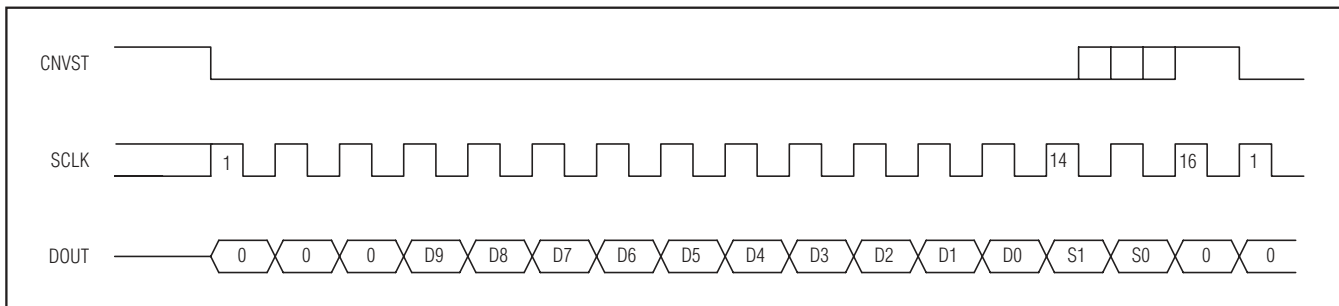 CNVST
SCLK 1 14 16 1
DOUT 0 0 0 D9 D8 D7 D6 D5 D4 D3 D2 D1 D0 S1 S0 0 0